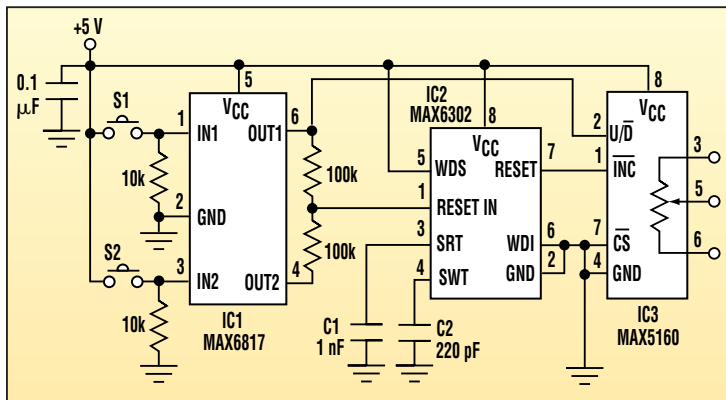 +5 V
0.1
μF
S1
1
10k
2
S2
3
10k
5
VCC
IN1
OUT1
6
GND
IN2
OUT2
4
IC1
MAX6817
100k
100k
IC2
MAX6302
8
VCC
5
WDS
RESET
7
1
RESET IN
3
SRT
WDI
6
4
SWT
GND
2
C1
1 nF
C2
220 pF
8
VCC
2
U/D̅
1
I̅N̅C̅
3
5
6
7
C̅S̅
4
GND
IC3
MAX5160